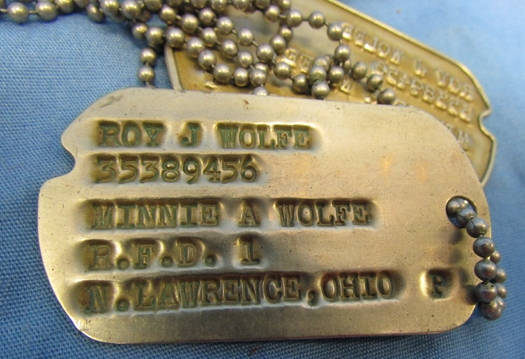 ROY J WOLFE
35389456
MINNIE A WOLFE
R.F.D. 1
N.LAWRENCE,OHIO P